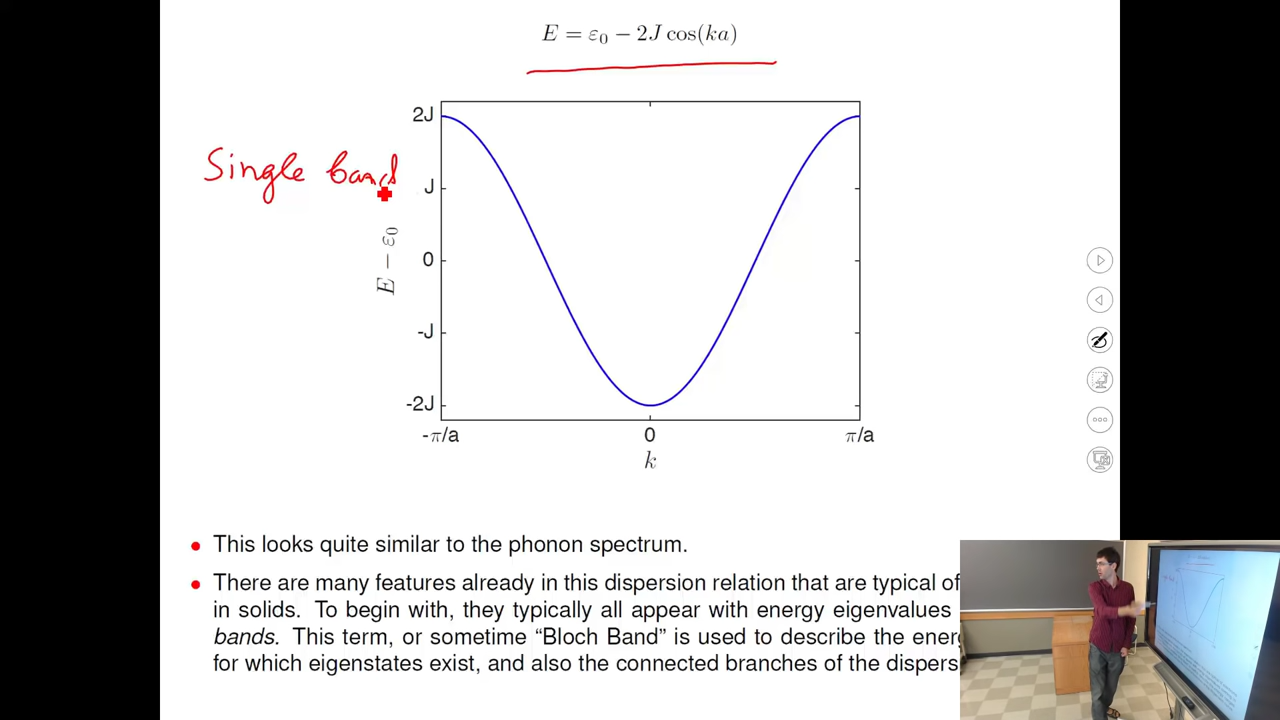 E = ε₀ − 2J cos(ka)
2J
Single band
J
E − ε₀
0
-J
-2J
-π/a 0 π/a
k
• This looks quite similar to the phonon spectrum.
• There are many features already in this dispersion relation that are typical of
in solids. To begin with, they typically all appear with energy eigenvalues
bands. This term, or sometime “Bloch Band” is used to describe the ener
for which eigenstates exist, and also the connected branches of the dispers